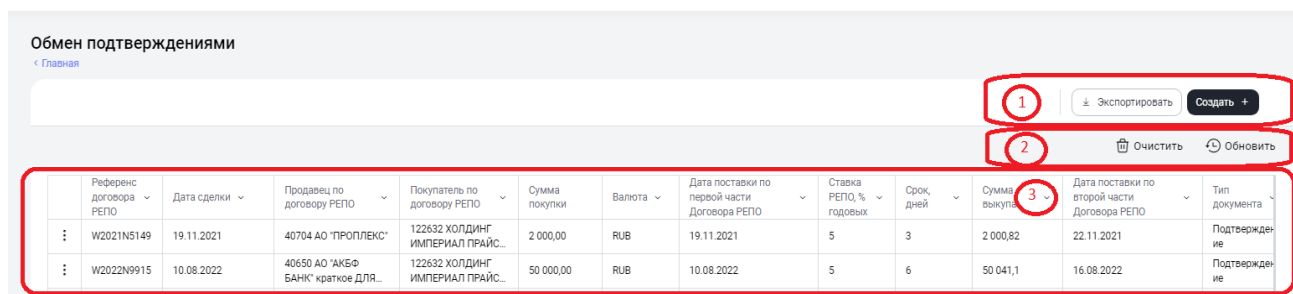 Обмен подтверждениями
< Главная
1 Экспортировать Создать +
2 Очистить Обновить
Референс договора РЕПО Дата сделки Продавец по договору РЕПО Покупатель по договору РЕПО Сумма покупки Валюта Дата поставки по первой части Договора РЕПО Ставка РЕПО, % годовых Срок, дней Сумма выкупа 3 Дата поставки по второй части Договора РЕПО Тип документа
W2021N5149 19.11.2021 40704 АО "ПРОПЛЕКС" 122632 ХОЛДИНГ ИМПЕРИАЛ ПРАЙС... 2 000,00 RUB 19.11.2021 5 3 2 000,82 22.11.2021 Подтвержден ие
W2022N9915 10.08.2022 40650 АО "АКБФ БАНК" краткое ДЛЯ... 122632 ХОЛДИНГ ИМПЕРИАЛ ПРАЙС... 50 000,00 RUB 10.08.2022 5 6 50 041,1 16.08.2022 Подтвержден ие